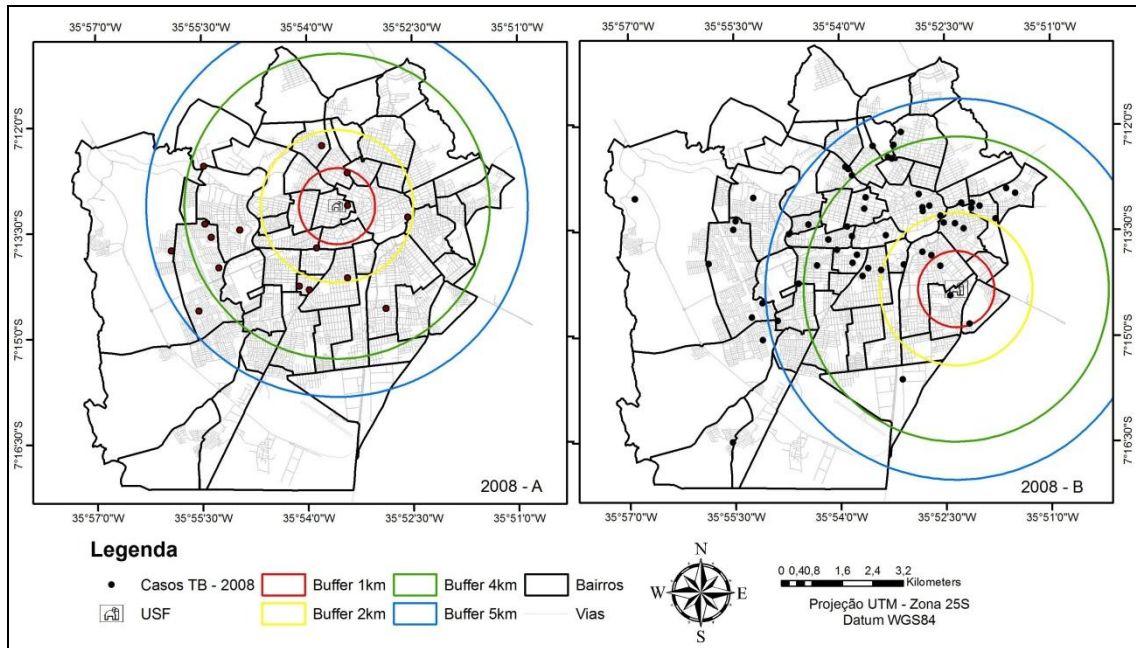 35°57'0"W 35°55'30"W 35°54'0"W 35°52'30"W 35°51'0"W
35°57'0"W 35°55'30"W 35°54'0"W 35°52'30"W 35°51'0"W
7°12'0"S
7°13'30"S
7°15'0"S
7°16'30"S
7°12'0"S
7°13'30"S
7°15'0"S
7°16'30"S
2008 - A
2008 - B
35°57'0"W 35°55'30"W 35°54'0"W 35°52'30"W 35°51'0"W
35°57'0"W 35°55'30"W 35°54'0"W 35°52'30"W 35°51'0"W
Legenda
Casos TB - 2008
Buffer 1km
Buffer 4km
Bairros
USF
Buffer 2km
Buffer 5km
Vias
N
W E
S
0 0,40,8 1,6 2,4 3,2
Kilometers
Projeção UTM - Zona 25S
Datum WGS84